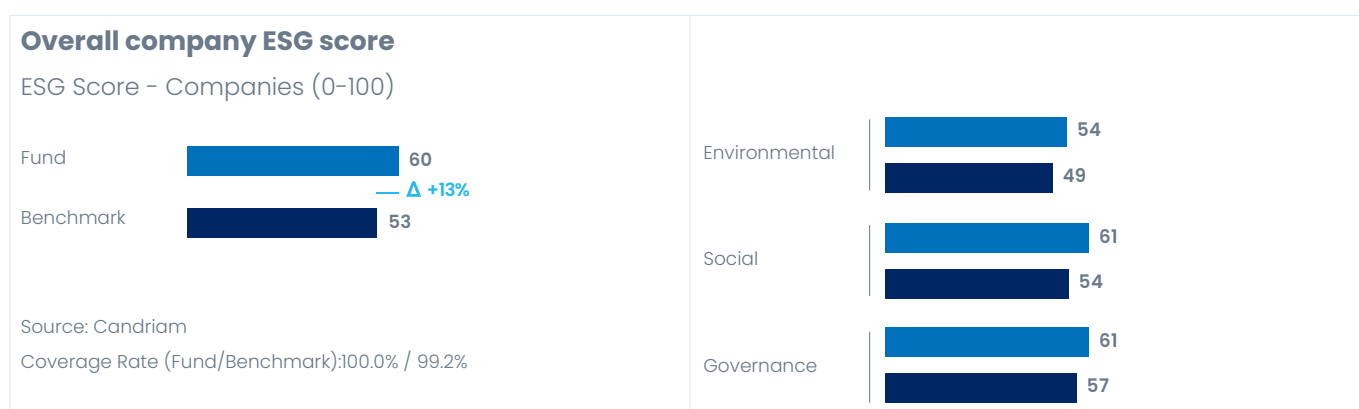 Overall company ESG score
ESG Score - Companies (0-100)
Fund
60
Δ +13%
Benchmark
53
Source: Candriam
Coverage Rate (Fund/Benchmark):100.0% / 99.2%
Environmental
54
49
Social
61
54
Governance
61
57